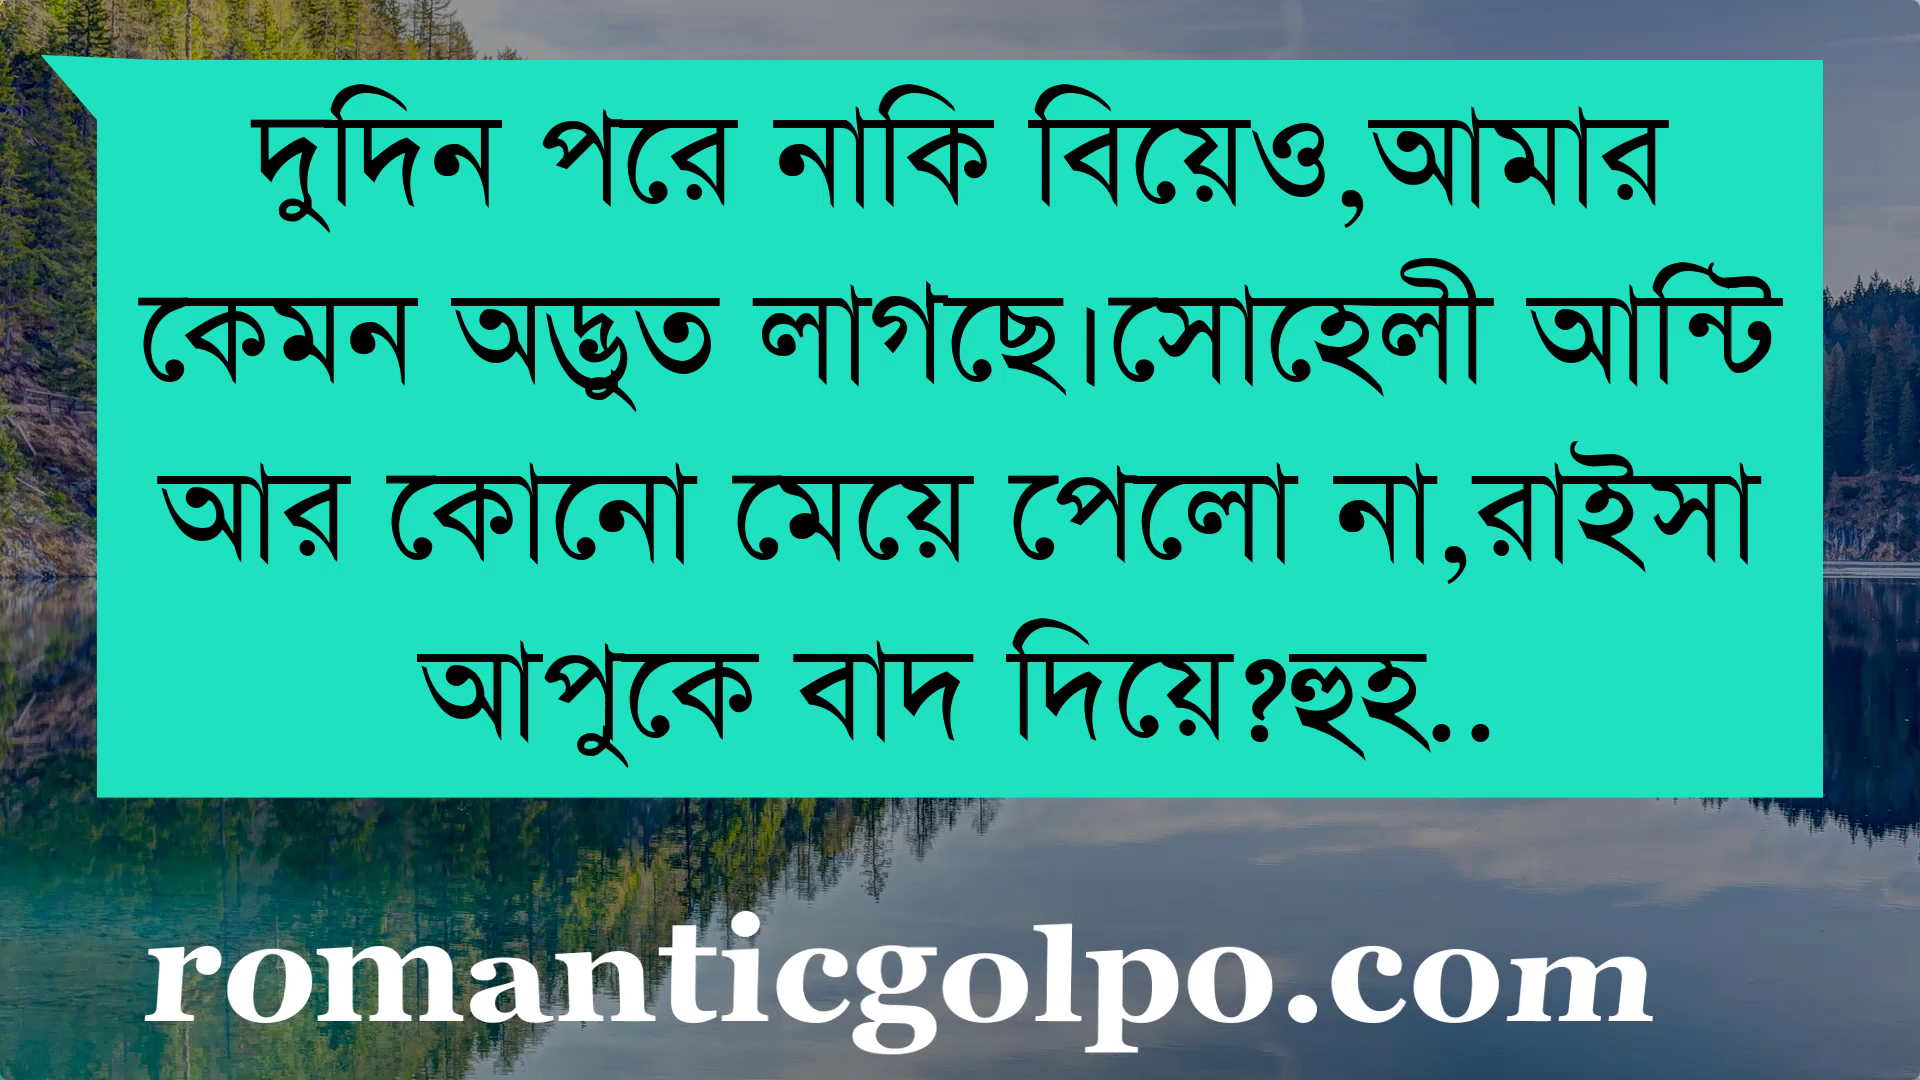 দুদিন পরে নাকি বিয়েও,আমার
কেমন অদ্ভুত লাগছে।সোহেলী আন্টি
আর কোনো মেয়ে পেলো না,রাইসা
আপুকে বাদ দিয়ে?হুহ..
romanticgolpo.com